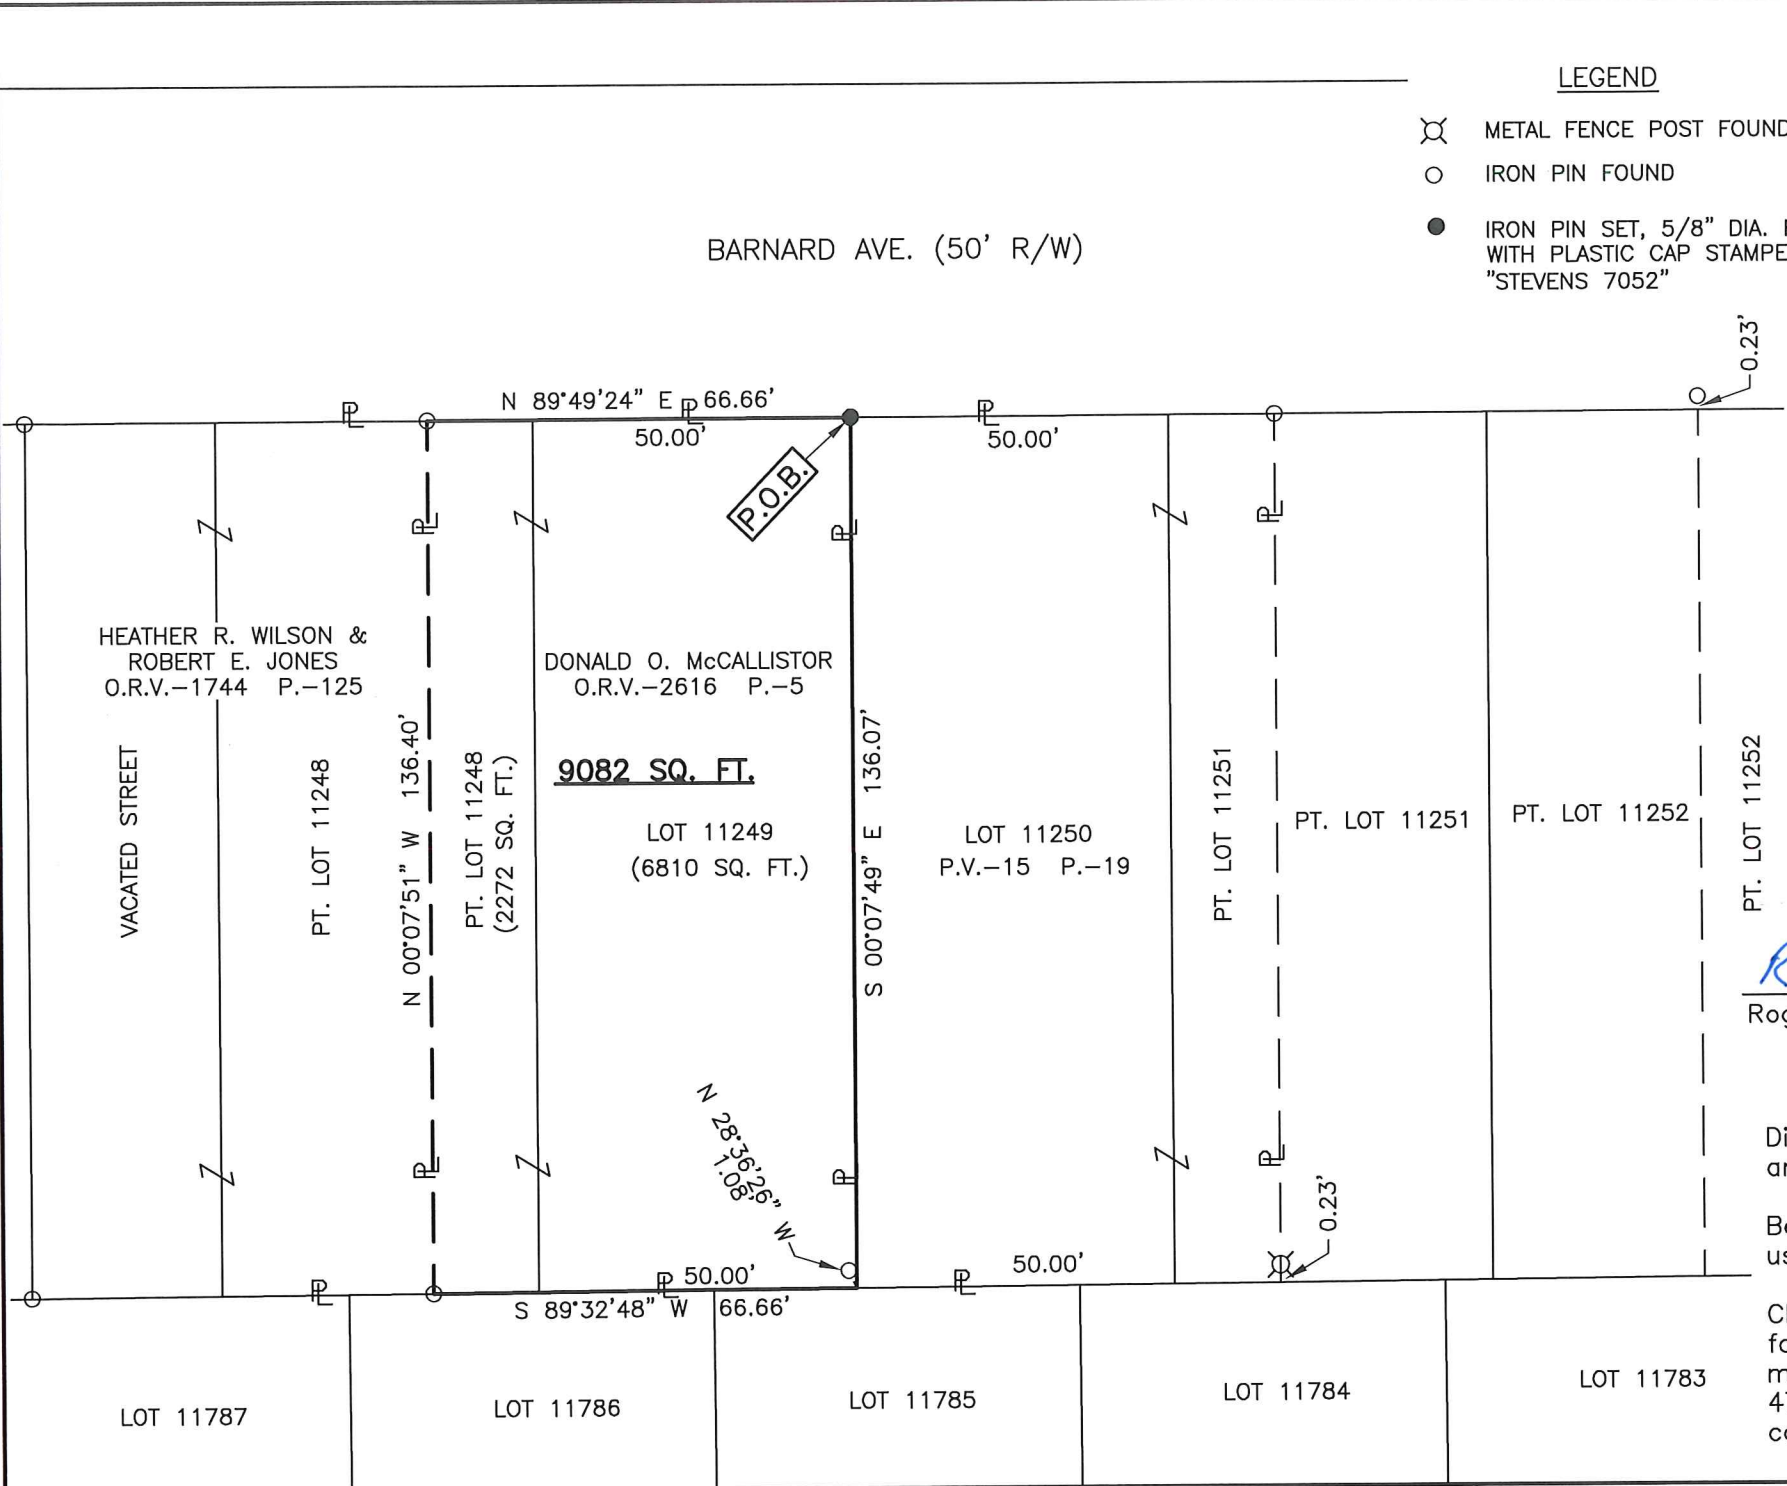 LEGEND
METAL FENCE POST FOUND
IRON PIN FOUND
IRON PIN SET, 5/8" DIA.
WITH PLASTIC CAP
"STEVENS 7052"
BARNARD AVE. (50' R/W)
0.23'
N 89°49'24" E 66.66'
50.00'
50.00'
P.O.B.
HEATHER R. WILSON &
ROBERT E. JONES
O.R.V.-1744 P.-125
DONALD O. McCALLISTOR
O.R.V.-2616 P.-5
VACATED STREET
PT. LOT 11248
N 00°07'51" W 136.40'
PT. LOT 11248
(2272 SQ. FT.)
9082 SQ. FT.
LOT 11249
(6810 SQ. FT.)
S 00°07'49" E 136.07'
LOT 11250
P.V.-15 P.-19
PT. LOT 11251
PT. LOT 11251
PT. LOT 11252
PT. LOT 11252
N 28°36'26" W
1.08'
0.23'
50.00'
50.00'
S 89°32'48" W 66.66'
LOT 11787
LOT 11786
LOT 11785
LOT 11784
LOT 11783